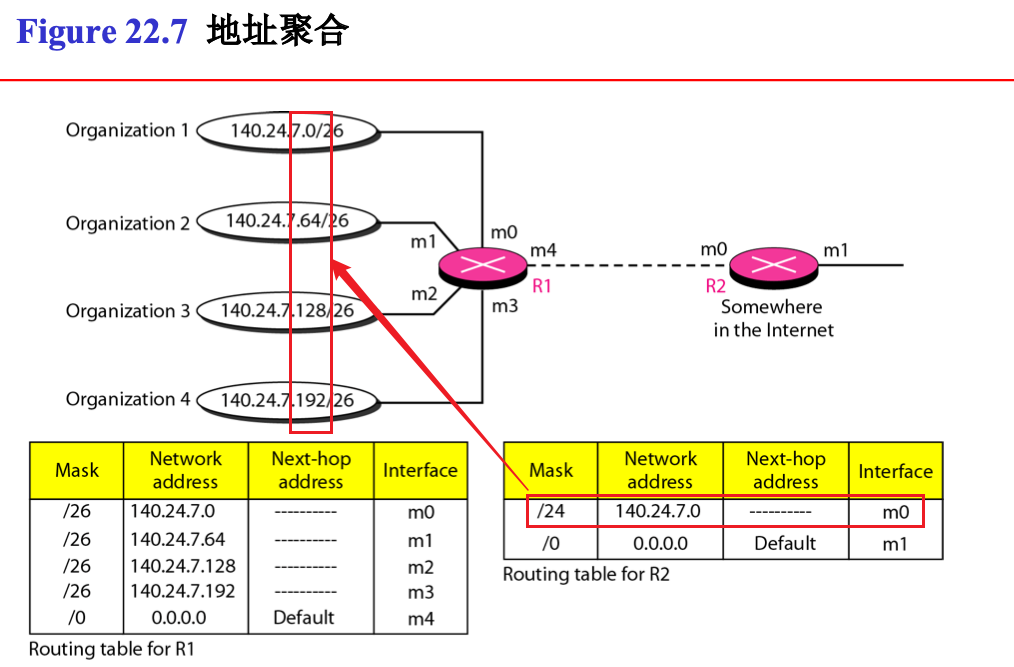 Figure 22.7 地址聚合
Organization 1
140.24.7.0/26
Organization 2
140.24.7.64/26
m1
m0
m4
R1
m0
R2
m1
Somewhere
in the Internet
Organization 3
140.24.7.128/26
m2
m3
Organization 4
140.24.7.192/26
Mask Network address Next-hop address Interface
/26 140.24.7.0 ---------- m0
/26 140.24.7.64 ---------- m1
/26 140.24.7.128 ---------- m2
/26 140.24.7.192 ---------- m3
/0 0.0.0.0 Default m4
Routing table for R1
Mask Network address Next-hop address Interface
/24 140.24.7.0 ---------- m0
/0 0.0.0.0 Default m1
Routing table for R2